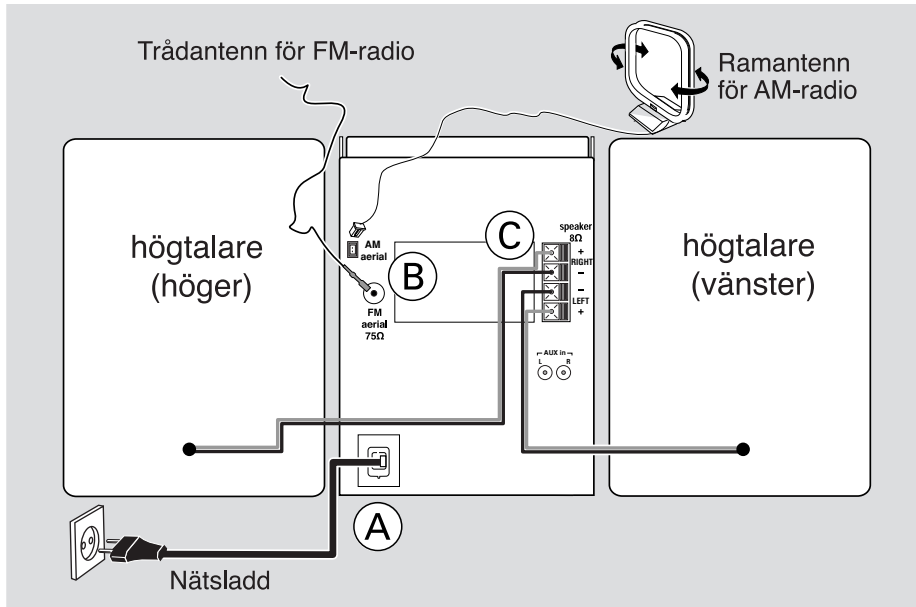 Trådantenn för FM-radio
Ramantenn
för AM-radio
högtalare
(höger)
AM
aerial
B
FM
aerial
75Ω
C
speaker
8Ω
+
RIGHT
−
−
LEFT
+
AUX in
L R
högtalare
(vänster)
A
Nätsladd